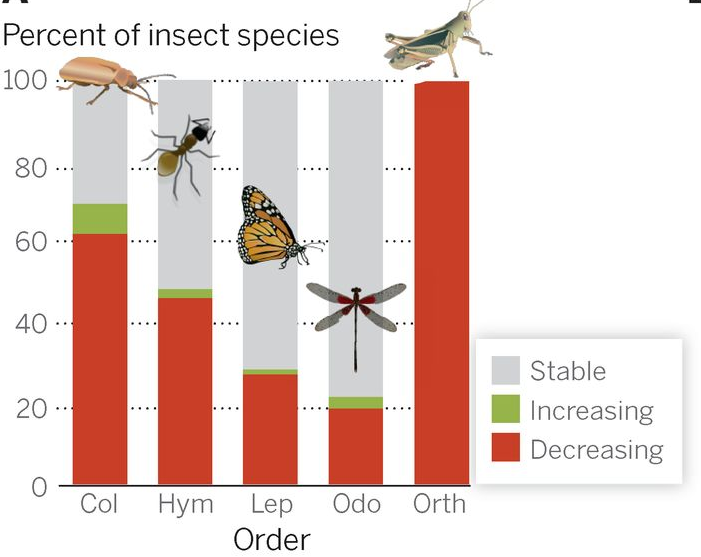 Percent of insect species
100
80
60
40
20
0
Col Hym Lep Odo Orth
Order
Stable
Increasing
Decreasing